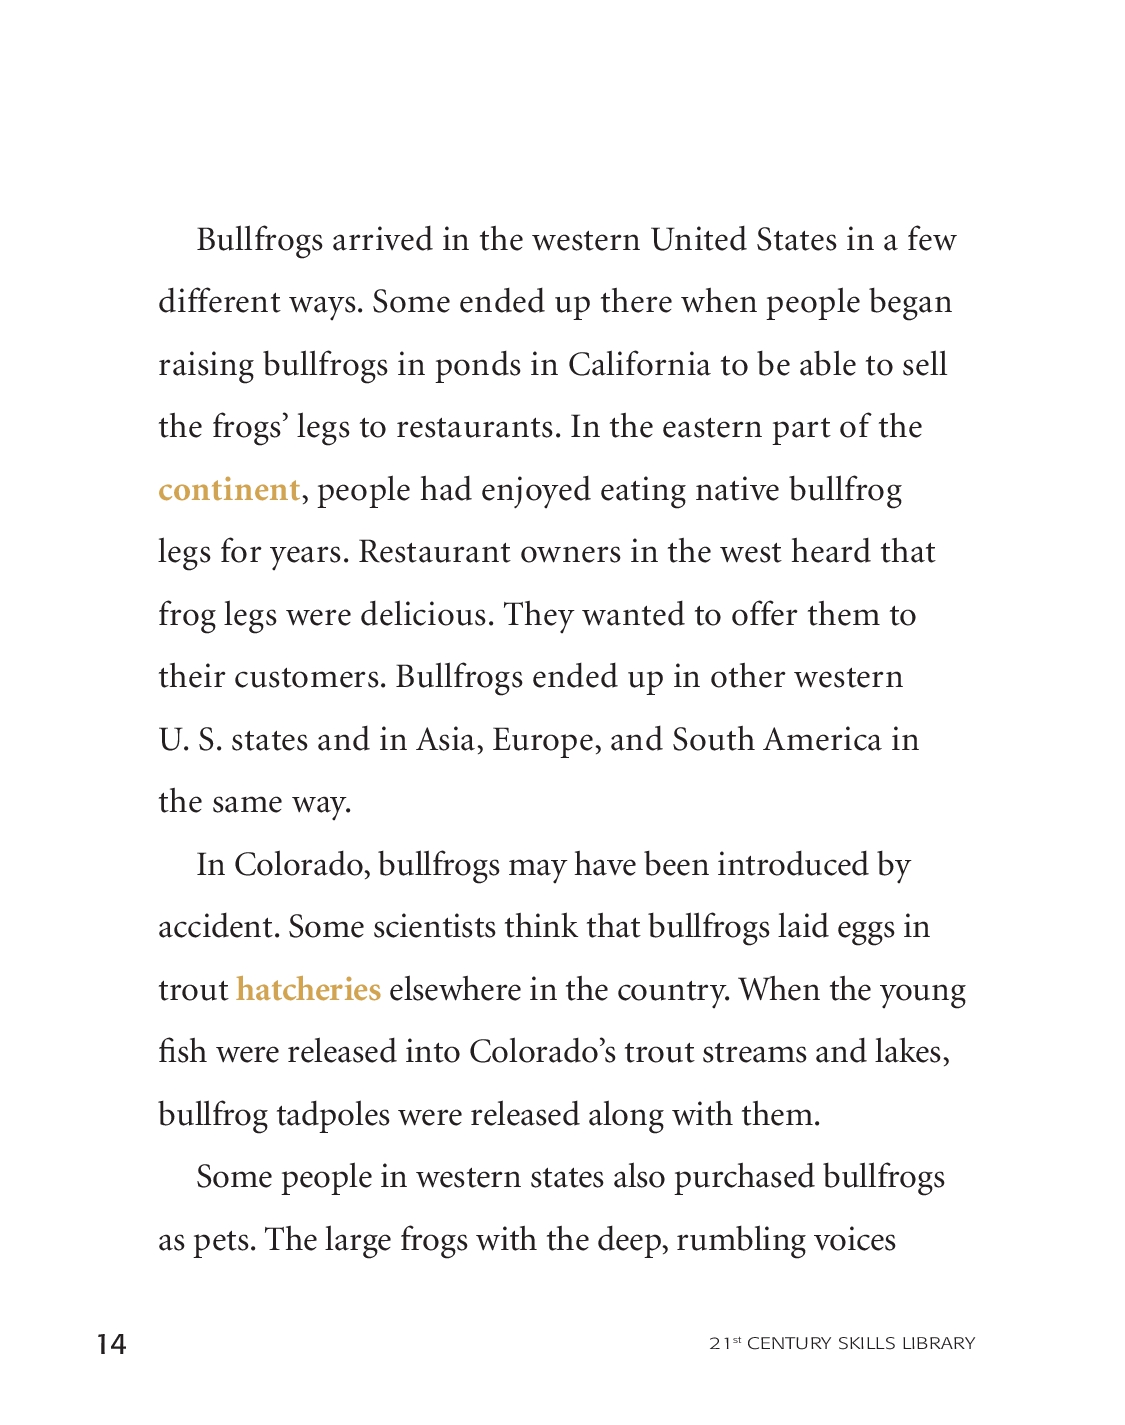 Bullfrogs arrived in the western United States in a few
different ways. Some ended up there when people began
raising bullfrogs in ponds in California to be able to sell
the frogs’ legs to restaurants. In the eastern part of the
continent, people had enjoyed eating native bullfrog
legs for years. Restaurant owners in the west heard that
frog legs were delicious. They wanted to offer them to
their customers. Bullfrogs ended up in other western
U. S. states and in Asia, Europe, and South America in
the same way.
In Colorado, bullfrogs may have been introduced by
accident. Some scientists think that bullfrogs laid eggs in
trout hatcheries elsewhere in the country. When the young
fish were released into Colorado’s trout streams and lakes,
bullfrog tadpoles were released along with them.
Some people in western states also purchased bullfrogs
as pets. The large frogs with the deep, rumbling voices
14 21st CENTURY SKILLS LIBRARY